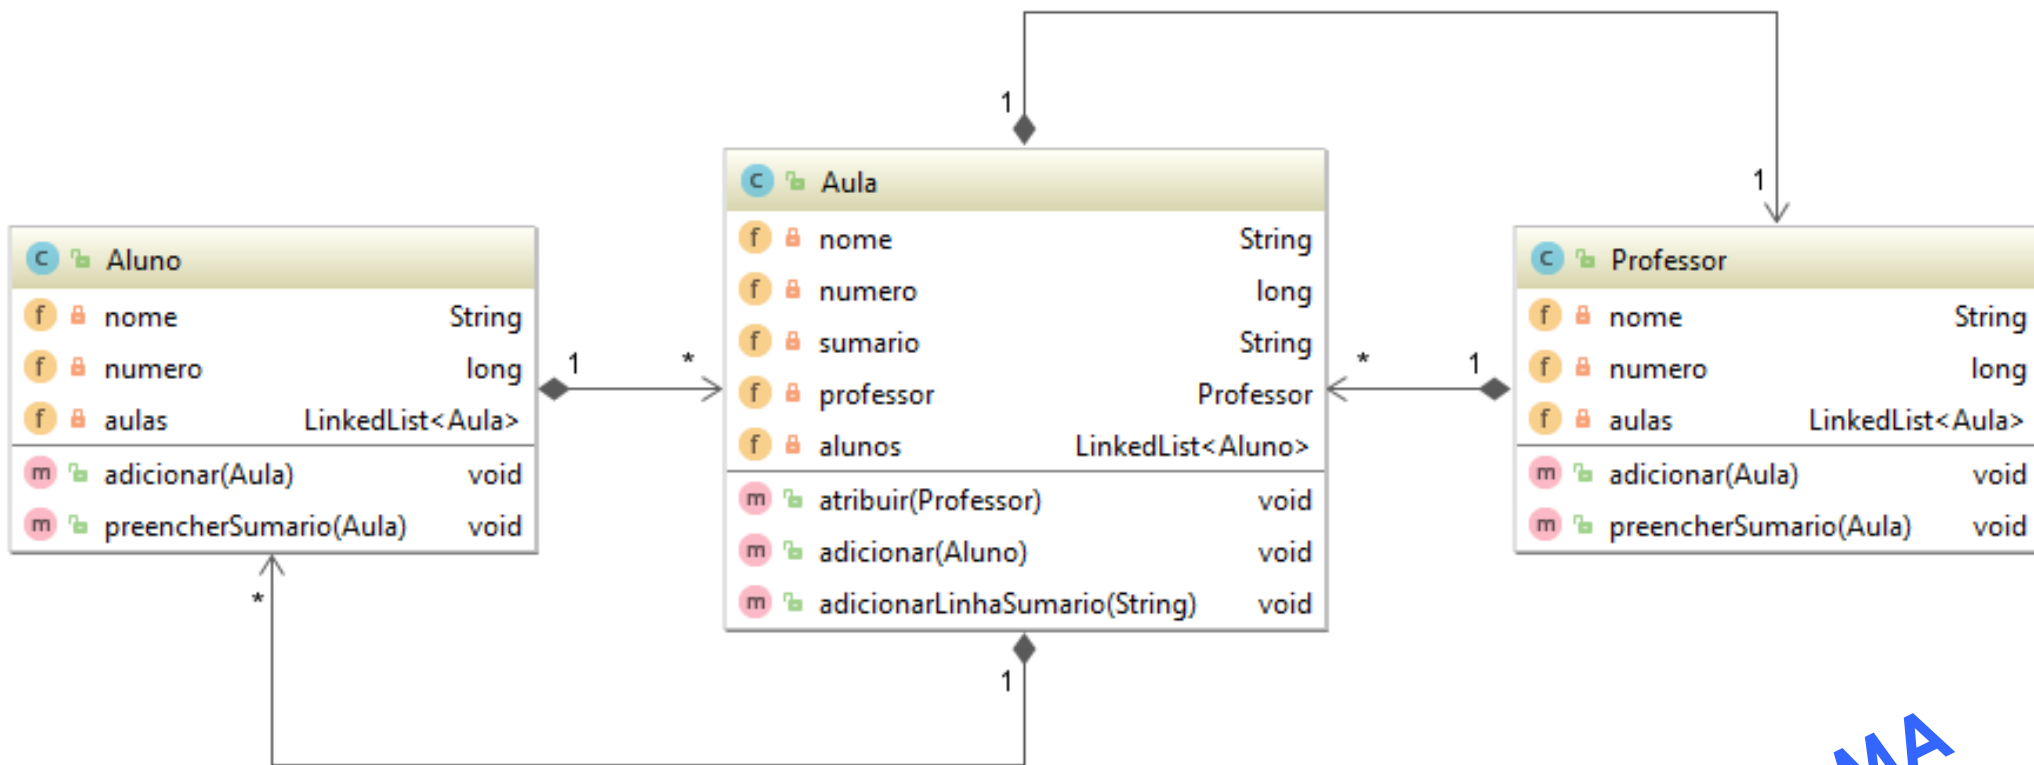 Aluno
nome String
numero long
aulas LinkedList<Aula>
adicionar(Aula) void
preencherSumario(Aula) void
1 *
*
1
Aula
nome String
numero long
sumario String
professor Professor
alunos LinkedList<Aluno>
atribuir(Professor) void
adicionar(Aluno) void
adicionarLinhaSumario(String) void
1
1
* 1
Professor
nome String
numero long
aulas LinkedList<Aula>
adicionar(Aula) void
preencherSumario(Aula) void
MA